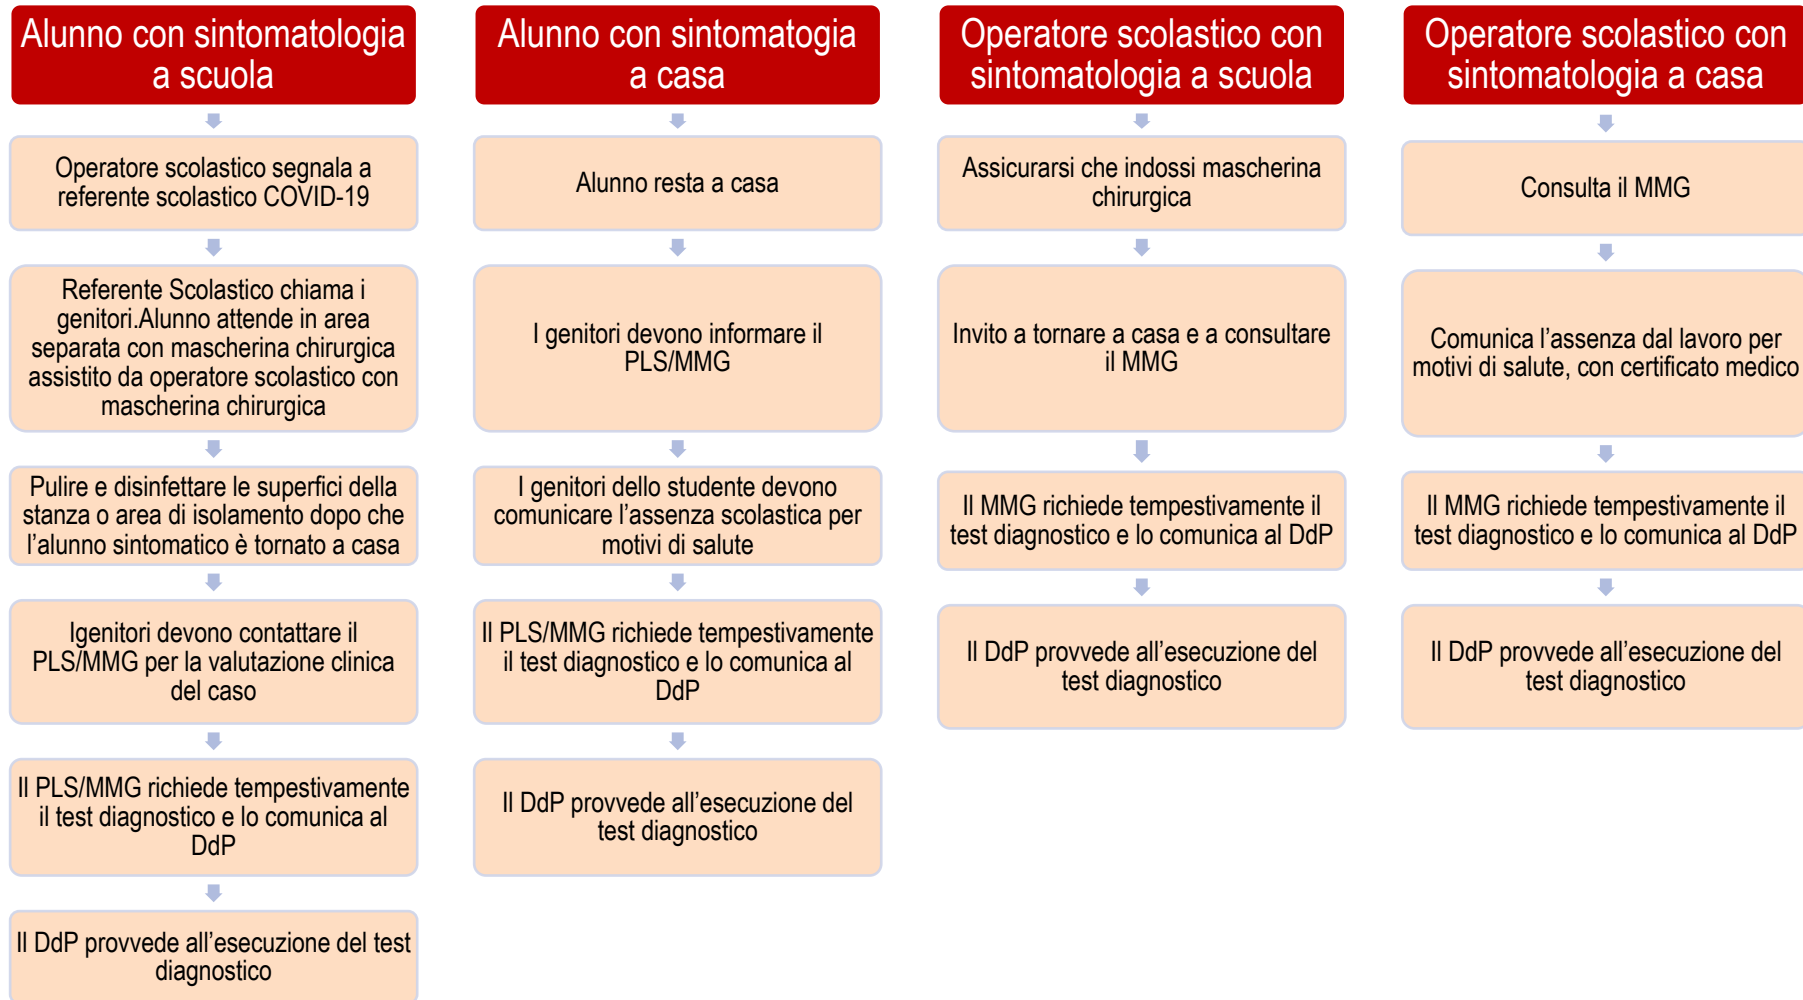 Alunno con sintomatologia
a scuola
Operatore scolastico segnala a
referente scolastico COVID-19
Referente Scolastico chiama i
genitori.Alunno attende in area
separata con mascherina chirurgica
assistito da operatore scolastico con
mascherina chirurgica
Pulire e disinfettare le superfici della
stanza o area di isolamento dopo che
l’alunno sintomatico è tornato a casa
Igenitori devono contattare il
PLS/MMG per la valutazione clinica
del caso
Il PLS/MMG richiede tempestivamente
il test diagnostico e lo comunica al
DdP
Il DdP provvede all’esecuzione del test
diagnostico
Alunno con sintomatogia
a casa
Alunno resta a casa
I genitori devono informare il
PLS/MMG
I genitori dello studente devono
comunicare l’assenza scolastica per
motivi di salute
Il PLS/MMG richiede tempestivamente
il test diagnostico e lo comunica al
DdP
Il DdP provvede all’esecuzione del
test diagnostico
Operatore scolastico con
sintomatologia a scuola
Assicurarsi che indossi mascherina
chirurgica
Invito a tornare a casa e a consultare
il MMG
Il MMG richiede tempestivamente il
test diagnostico e lo comunica al DdP
Il DdP provvede all’esecuzione del
test diagnostico
Operatore scolastico con
sintomatologia a casa
Consulta il MMG
Comunica l’assenza dal lavoro per
motivi di salute, con certificato medico
Il MMG richiede tempestivamente il
test diagnostico e lo comunica al DdP
Il DdP provvede all’esecuzione del
test diagnostico